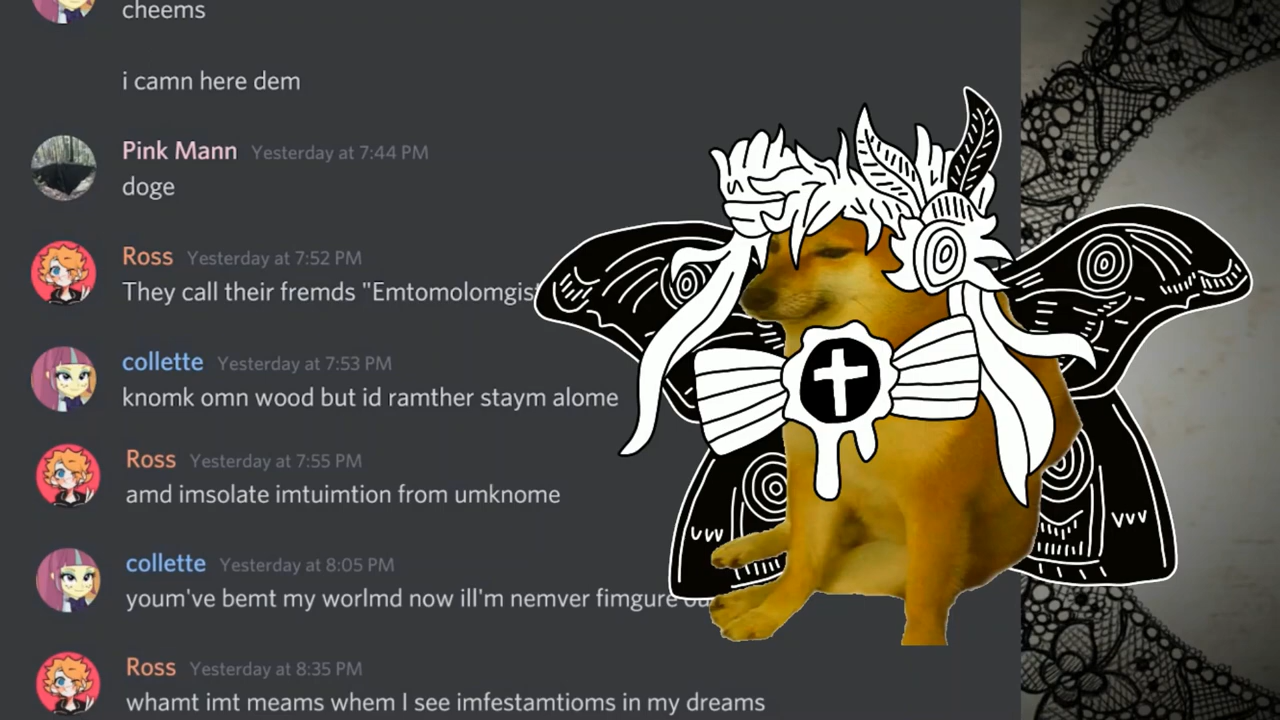 cheems
i camn here dem
Pink Mann Yesterday at 7:44 PM
doge
Ross Yesterday at 7:52 PM
They call their fremds "Emtomolomgist
collette Yesterday at 7:53 PM
knomk omn wood but id ramther staym alome
Ross Yesterday at 7:55 PM
amd imsolate imtuimtion from umknome
collette Yesterday at 8:05 PM
youm've bemt my worlmd now ill'm nemver fimgure
Ross Yesterday at 8:35 PM
whamt imt meams whem I see imfestamtioms in my dreams